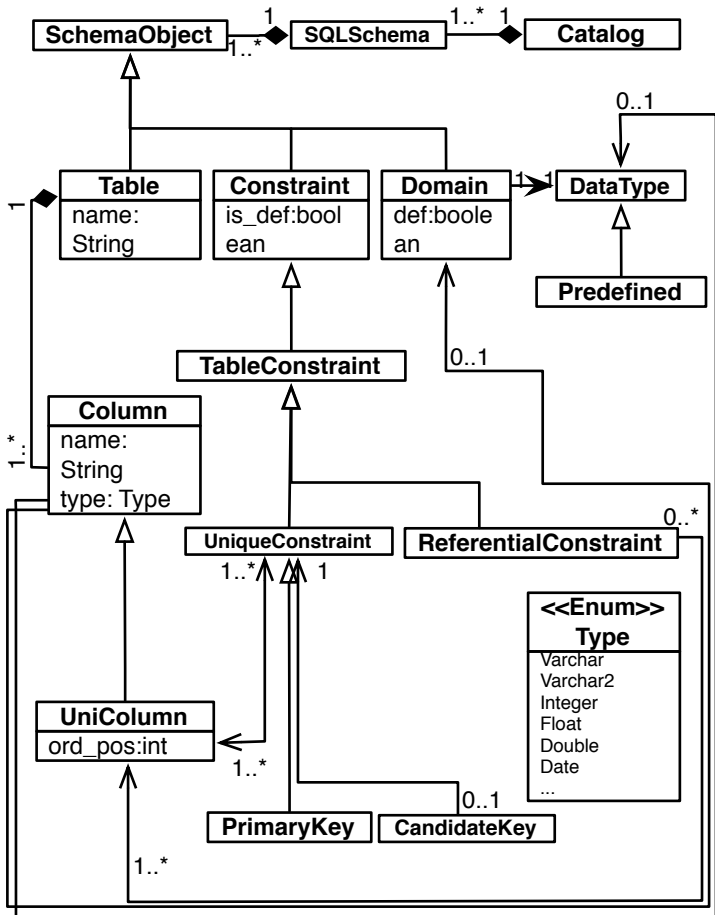 SchemaObject 1 1..* SQLSchema 1..* 1 Catalog
0..1
Table
name:
String
Constraint
is_def:bool
ean
Domain
def:boole
an
1 1
DataType
Predefined
1
1..*
TableConstraint
0..1
Column
name:
String
type: Type
UniqueConstraint
ReferentialConstraint
0..*
1..*
1
<<Enum>>
Type
Varchar
Varchar2
Integer
Float
Double
Date
...
UniColumn
ord_pos:int
1..*
0..1
PrimaryKey
CandidateKey
1..*